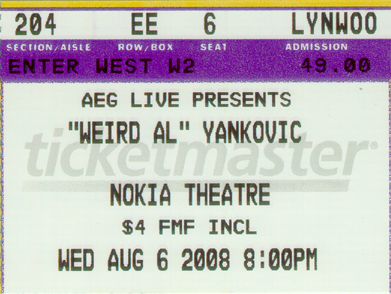 204 EE 6 LYNWOO
SECTION/AISLE ROW/BOX SEAT ADMISSION
ENTER WEST W2 49.00
AEG LIVE PRESENTS
"WEIRD AL" YANKOVIC
ticketmaster®
NOKIA THEATRE
$4 FMF INCL
WED AUG 6 2008 8:00PM